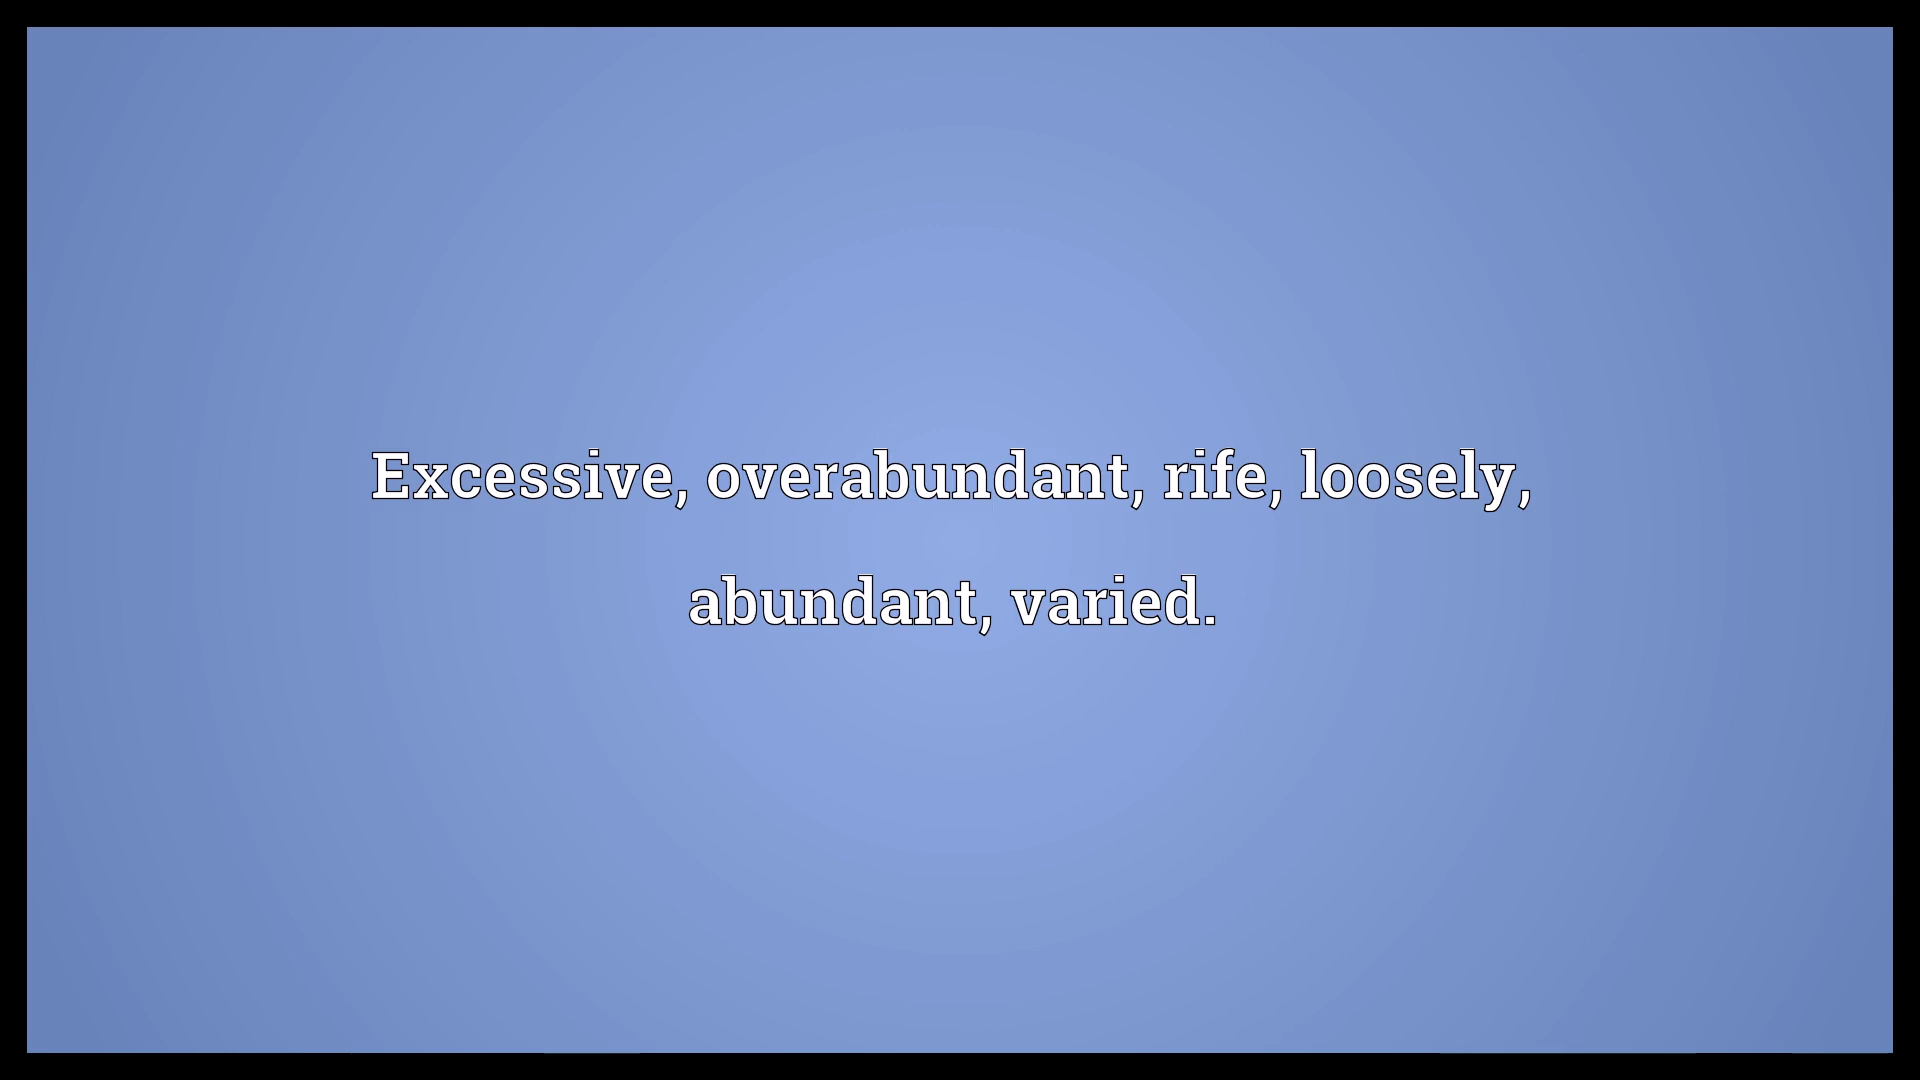 Excessive, overabundant, rife, loosely,
abundant, varied.